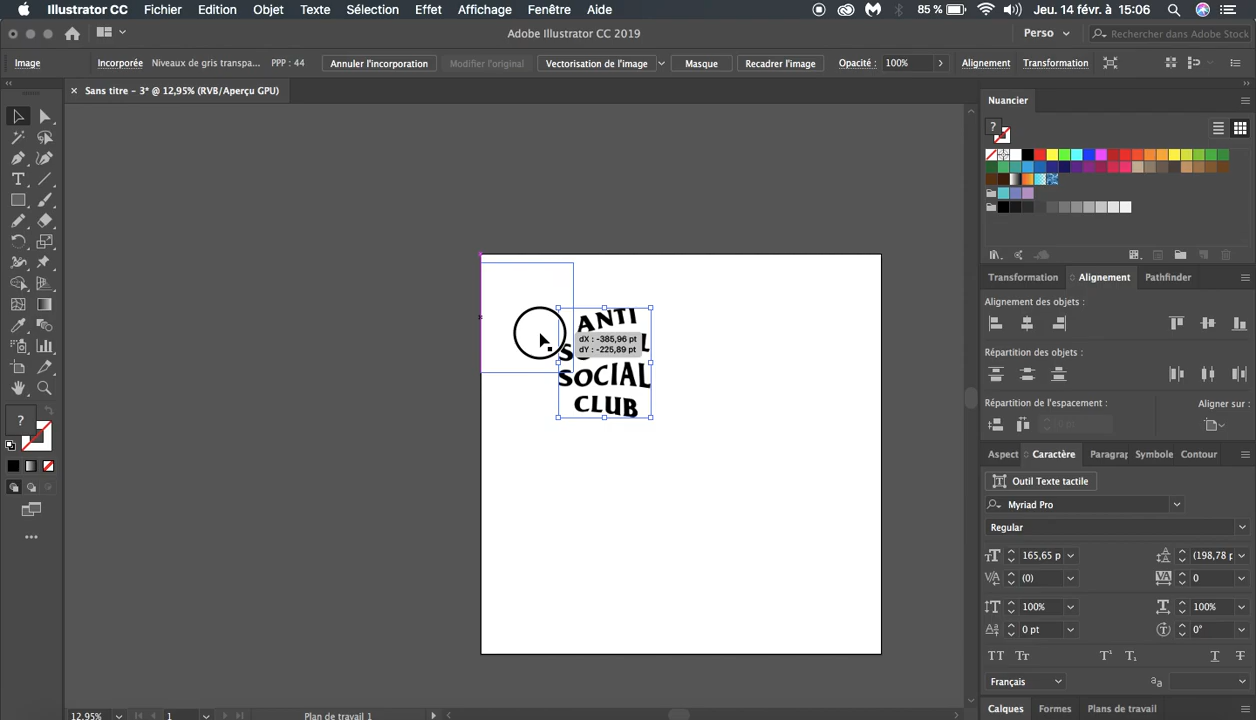 Illustrator CC Fichier Edition Objet Texte Sélection Effet Affichage Fenêtre Aide 85 % Jeu. 14 févr. à 15:06
Adobe Illustrator CC 2019 Perso Rechercher dans Adobe Stock
Image Incorporée Niveaux de gris transpa... PPP : 44 Annuler l'incorporation Modifier l'original Vectorisation de l'image Masque Recadrer l'image Opacité : 100% Alignement Transformation
Sans titre - 3* @ 12,95% (RVB/Aperçu GPU)
Nuancier
Transformation Alignement Pathfinder
Alignement des objets :
Répartition des objets :
Répartition de l'espacement : Aligner sur :
ANTI
dX : -385,96 pt
dY : -225,89 pt
SOCIAL
CLUB
Aspect Caractère Paragrap Symbole Contour
Outil Texte tactile
Myriad Pro
Regular
165,65 p (198,78 p
(0) 0
100% 100%
0 pt 0°
Français
Calques Formes Plans de travail
12,95% 1 Plan de travail 1